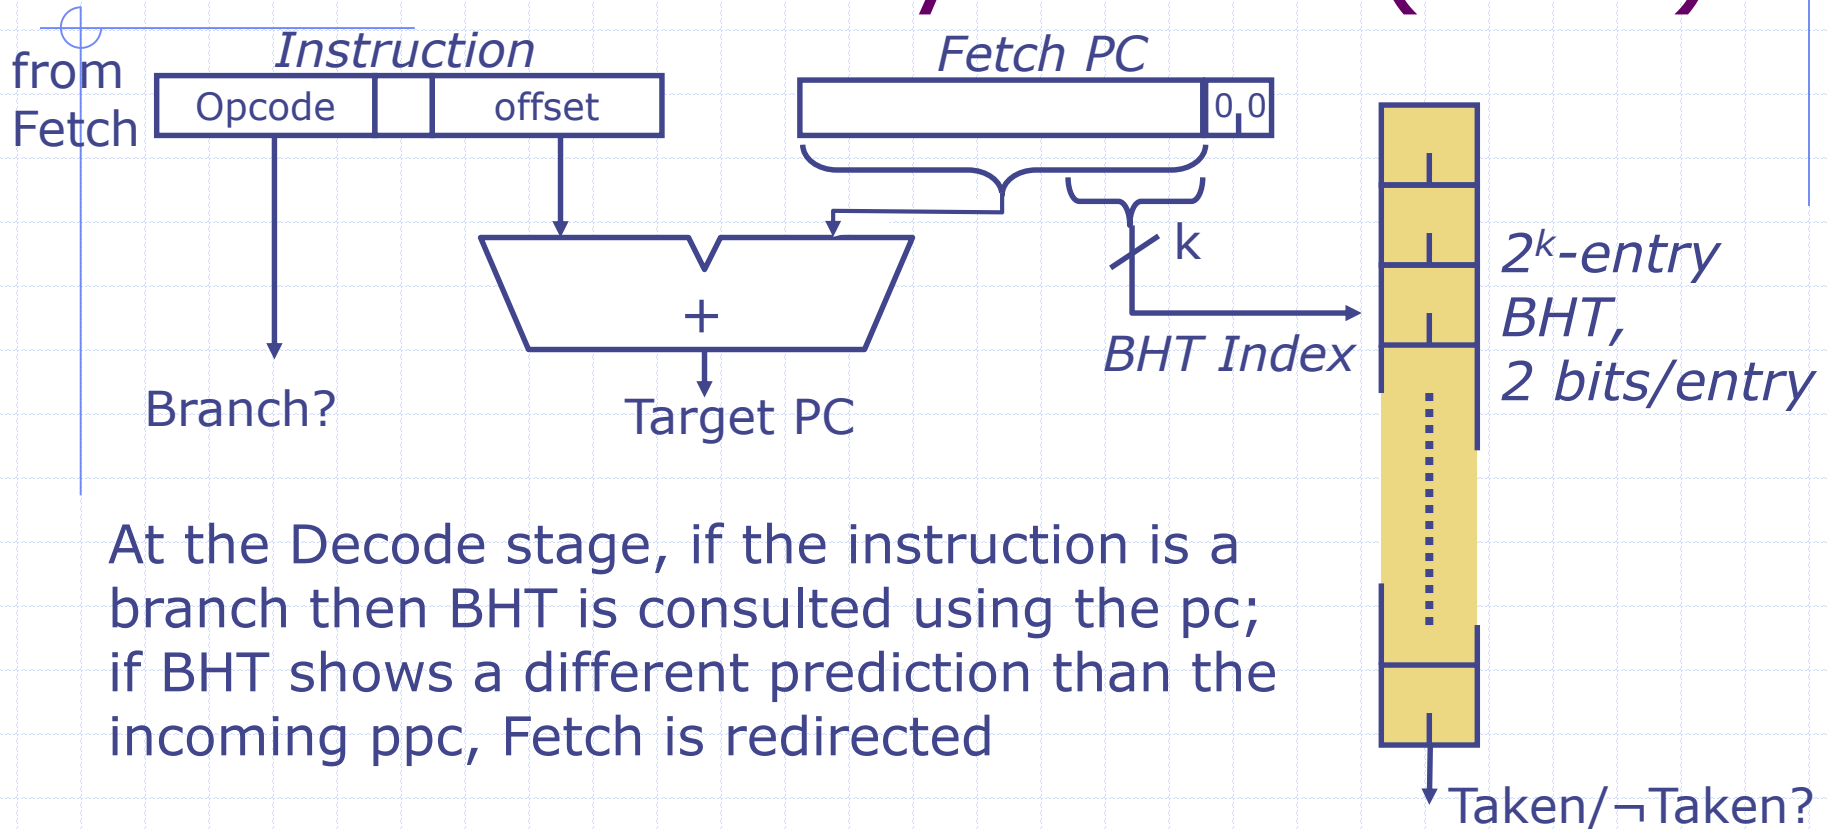 Instruction
Fetch PC
from
Fetch
Opcode
offset
0 0
k
+
2ᵏ-entry
BHT,
2 bits/entry
BHT Index
Branch?
Target PC
At the Decode stage, if the instruction is a
branch then BHT is consulted using the pc;
if BHT shows a different prediction than the
incoming ppc, Fetch is redirected
Taken/¬Taken?